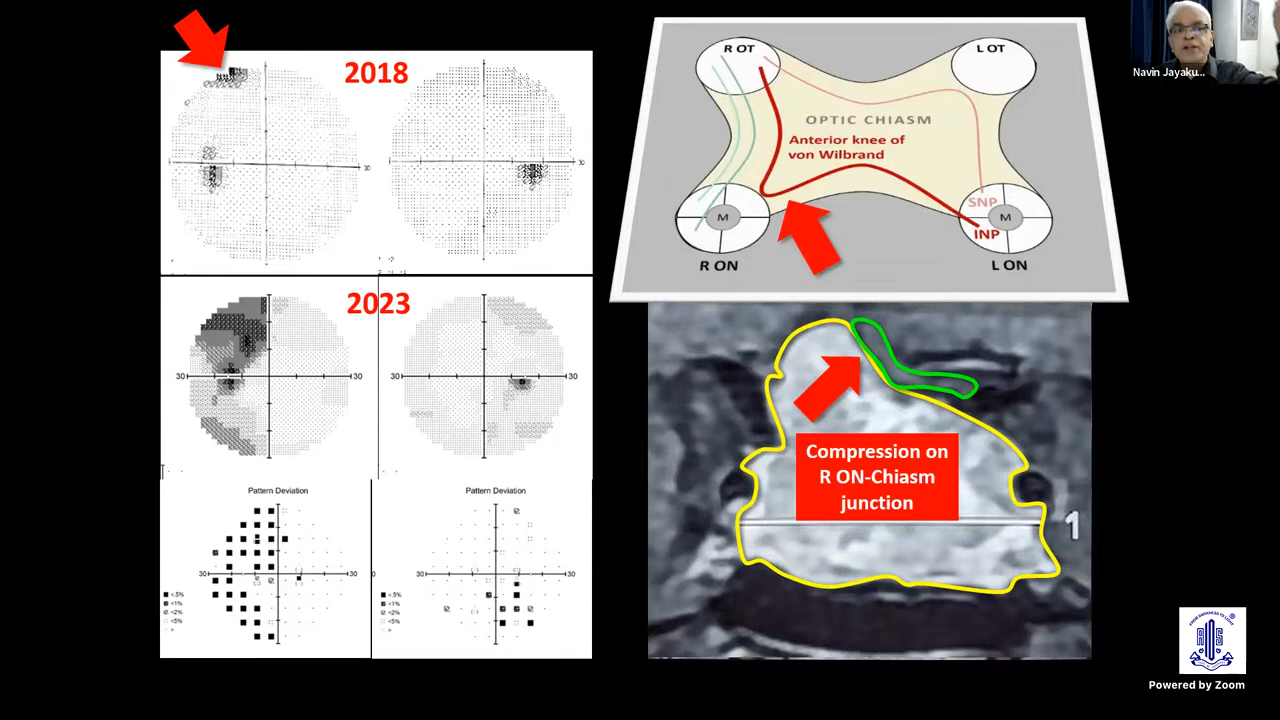 2018
30
30
2023
30
30
30
30
Pattern Deviation
Pattern Deviation
30
30
0
30
<.5%
<1%
<2%
<5%
<.5%
<1%
<2%
<5%
R OT
L OT
OPTIC CHIASM
Anterior knee of
von Wilbrand
SNP
M
M
INP
R ON
L ON
Compression on
R ON-Chiasm
junction
1
Navin Jayaku...
Powered by Zoom